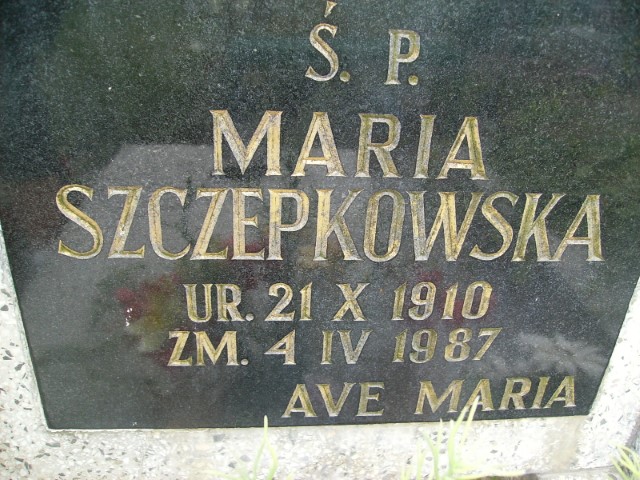 Ś. P.
MARIA
SZCZEPKOWSKA
UR. 21 X 1910
ZM. 4 IV 1987
AVE MARIA